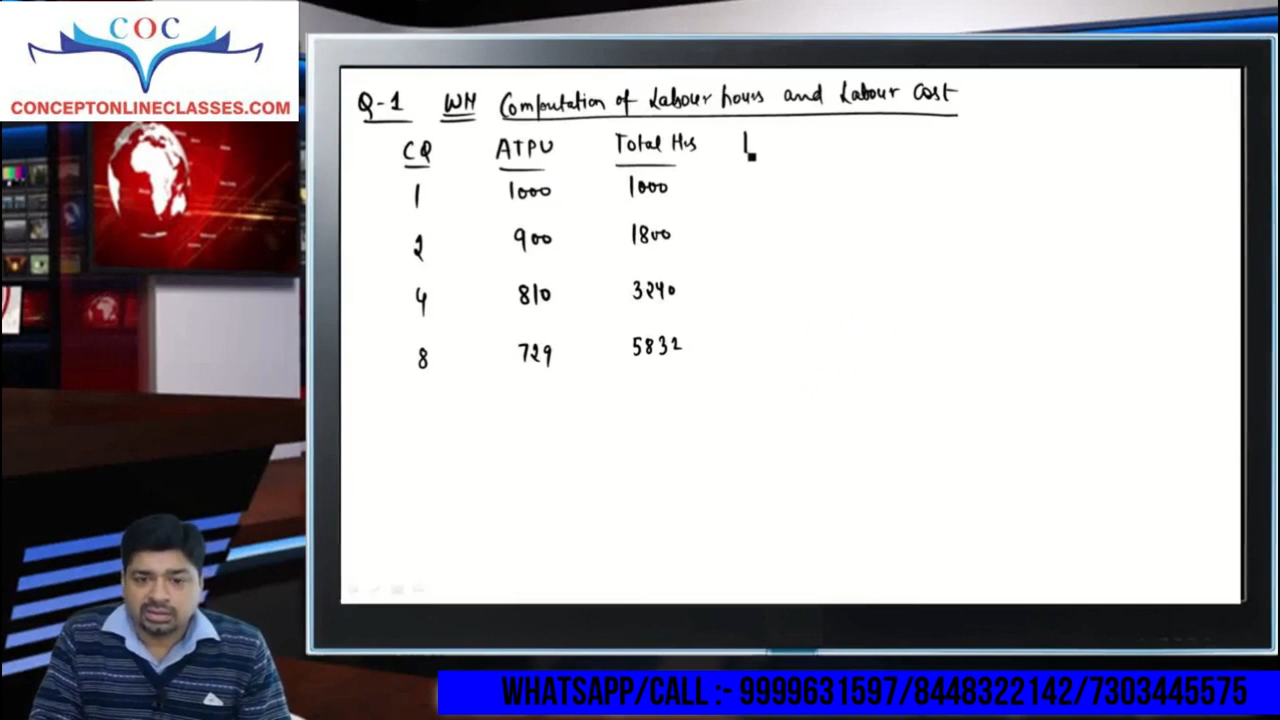 COC
CONCEPTONLINECLASSES.COM
Q-1 WN Computation of Labour hours and Labour Cost
CQ ATPU Total Hrs L
1 1000 1000
2 900 1800
4 810 3240
8 729 5832
WHATSAPP/CALL :- 9999631597/8448322142/7303445575